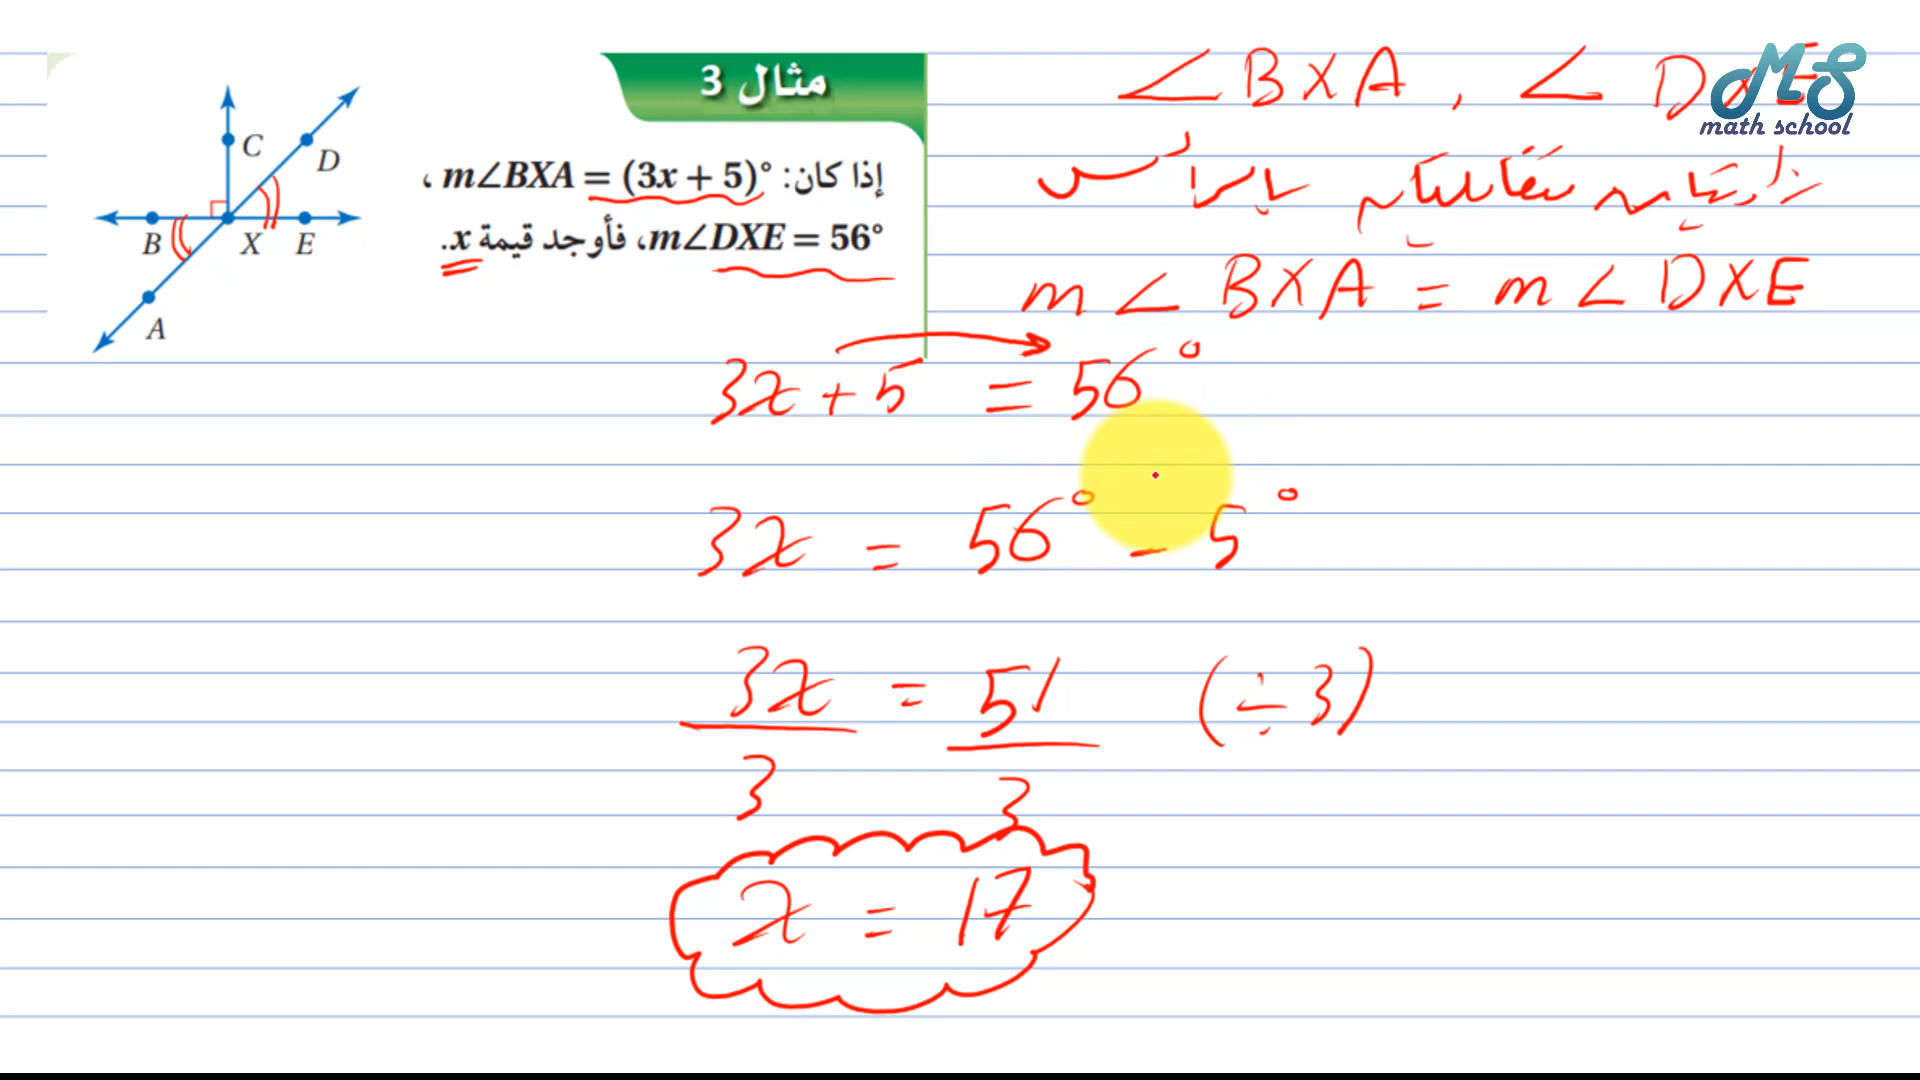 مثال 3
إذا كان: m∠BXA = (3x + 5)° ،
m∠DXE = 56°، فأوجد قيمة x.
C
D
B
X
E
A
∠BXA , ∠DXE
MS
math school
زاويتان متقابلتان بالرأس
m∠BXA = m∠DXE
3x + 5 = 56°
3x = 56° - 5°
3x = 51 (÷3)
3 3
x = 17